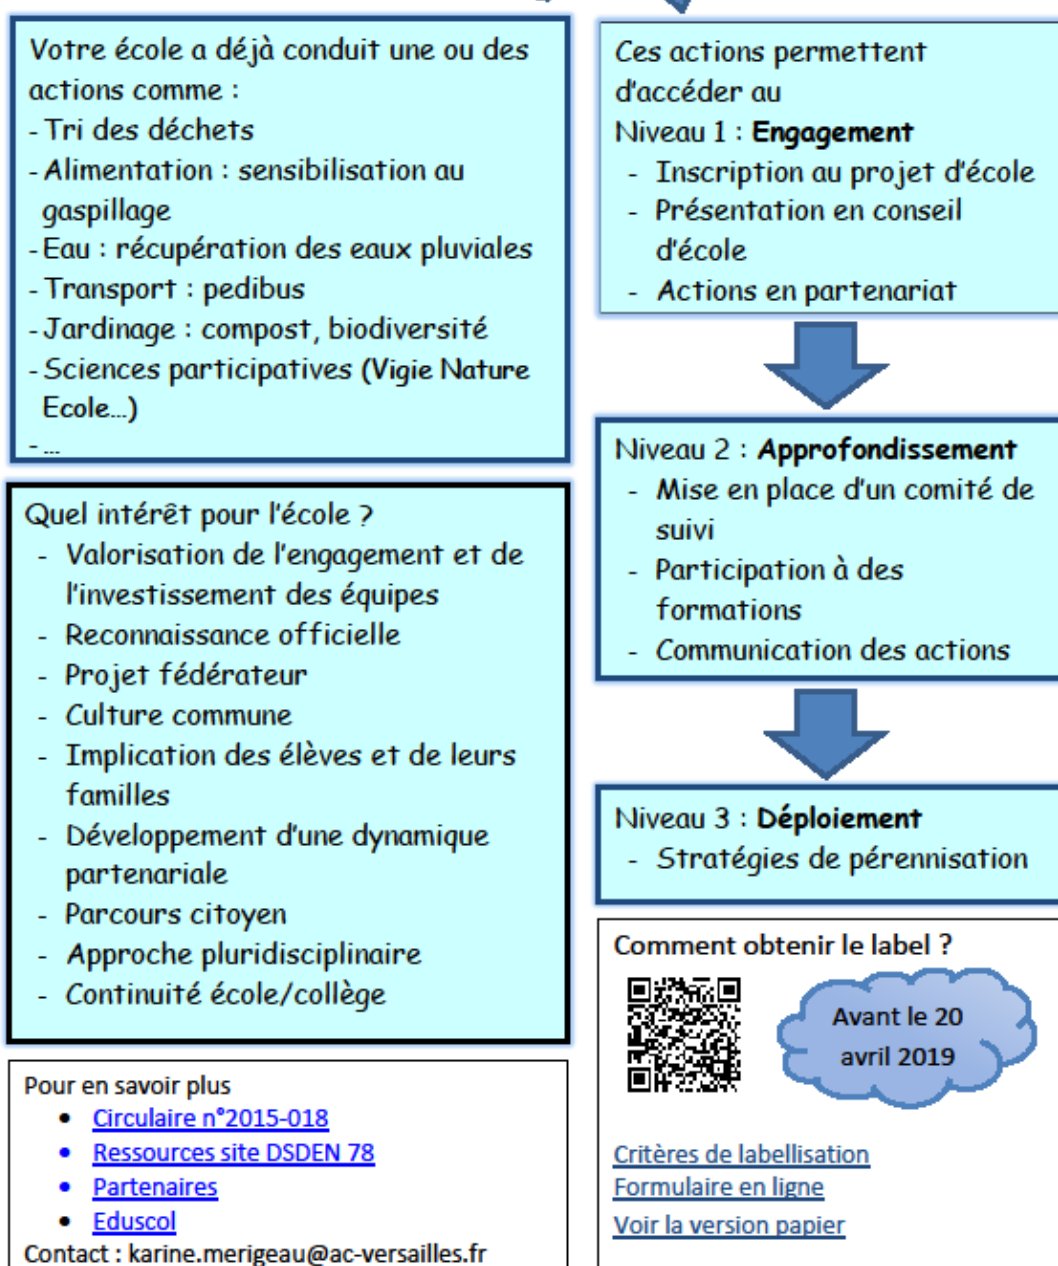 Votre école a déjà conduit une ou des
actions comme :
- Tri des déchets
- Alimentation : sensibilisation au
gaspillage
- Eau : récupération des eaux pluviales
- Transport : pedibus
- Jardinage : compost, biodiversité
- Sciences participatives (Vigie Nature
Ecole…)
- …
Quel intérêt pour l'école ?
- Valorisation de l'engagement et de
l'investissement des équipes
- Reconnaissance officielle
- Projet fédérateur
- Culture commune
- Implication des élèves et de leurs
familles
- Développement d'une dynamique
partenariale
- Parcours citoyen
- Approche pluridisciplinaire
- Continuité école/collège
Pour en savoir plus
• Circulaire n°2015-018
• Ressources site DSDEN 78
• Partenaires
• Eduscol
Contact : karine.merigeau@ac-versailles.fr
Ces actions permettent
d'accéder au
Niveau 1 : Engagement
- Inscription au projet d'école
- Présentation en conseil
d'école
- Actions en partenariat
Niveau 2 : Approfondissement
- Mise en place d'un comité de
suivi
- Participation à des
formations
- Communication des actions
Niveau 3 : Déploiement
- Stratégies de pérennisation
Comment obtenir le label ?
Avant le 20
avril 2019
Critères de labellisation
Formulaire en ligne
Voir la version papier